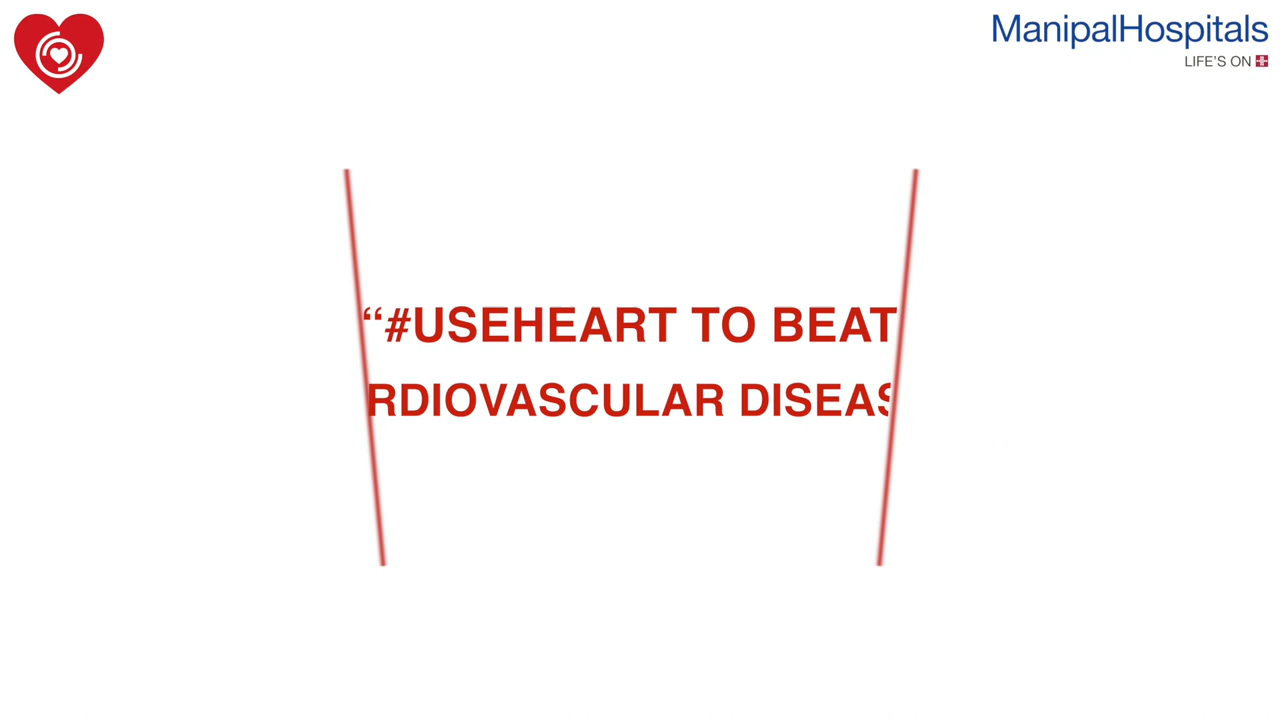 ManipalHospitals
LIFE'S ON
“#USEHEART TO BEAT
RDIOVASCULAR DISEAS